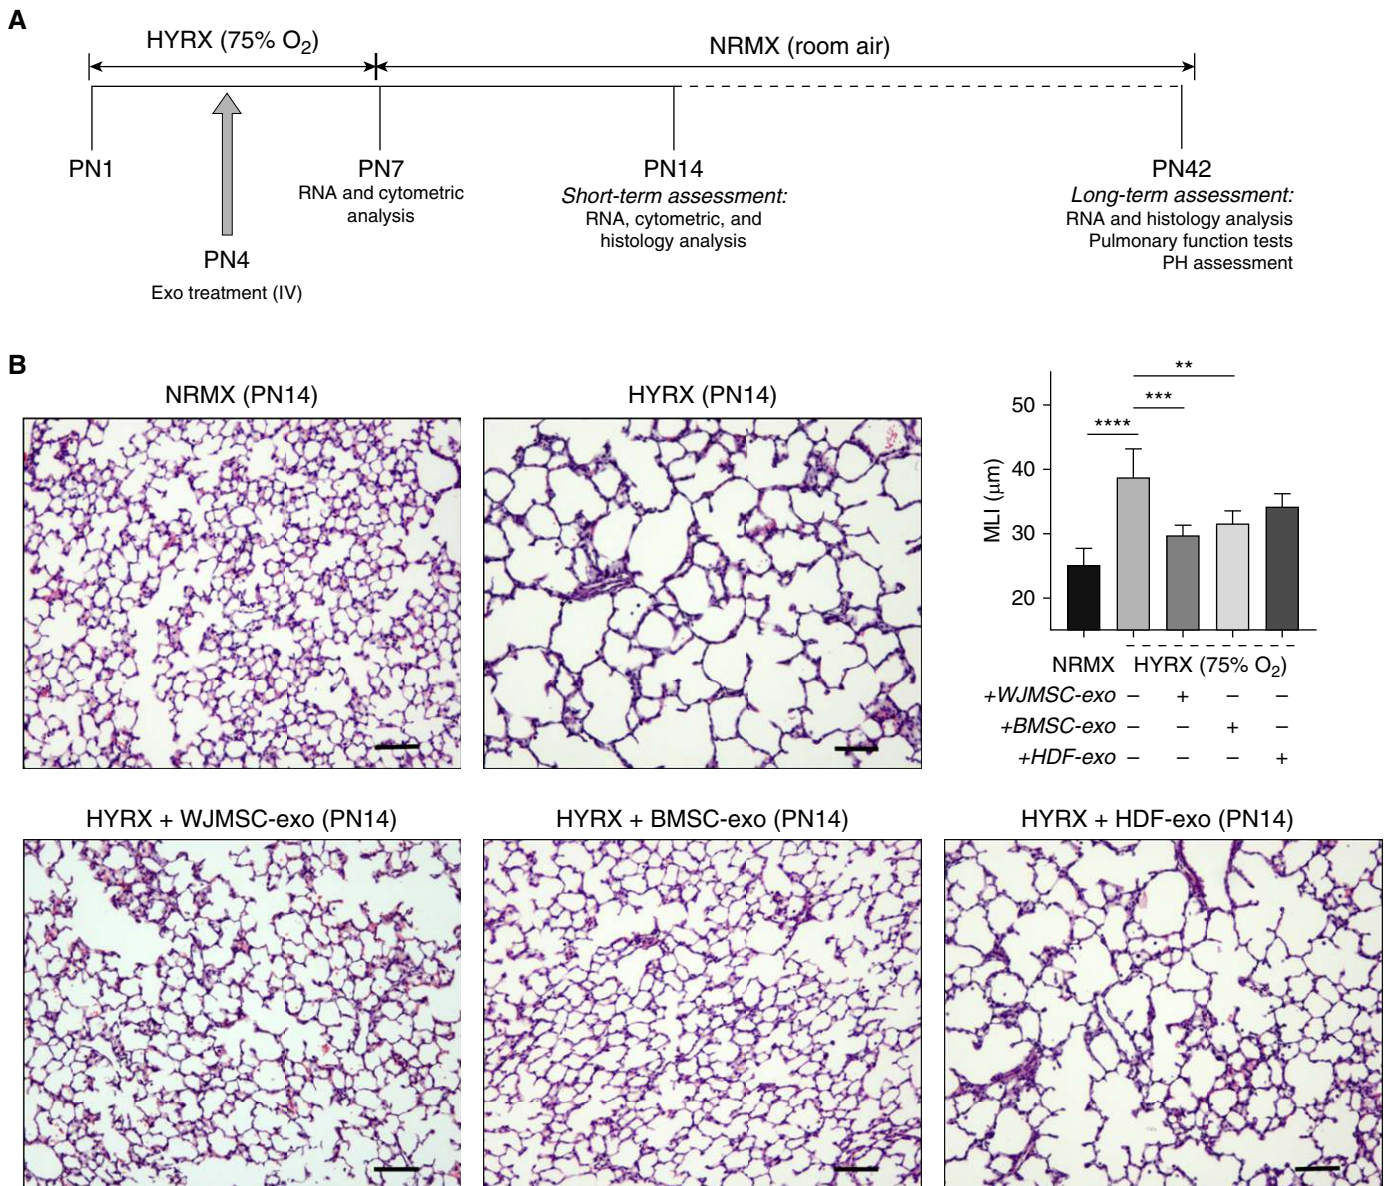 A
HYRX (75% O2)
NRMX (room air)
PN1
PN7
RNA and cytometric
analysis
PN14
Short-term assessment:
RNA, cytometric, and
histology analysis
PN42
Long-term assessment:
RNA and histology analysis
Pulmonary function tests
PH assessment
PN4
Exo treatment (IV)
B
NRMX (PN14)
HYRX (PN14)
**
***
****
50
40
30
20
MLI (μm)
NRMX
HYRX (75% O2)
+WJMSC-exo – + – –
+BMSC-exo – – + –
+HDF-exo – – – +
HYRX + WJMSC-exo (PN14)
HYRX + BMSC-exo (PN14)
HYRX + HDF-exo (PN14)